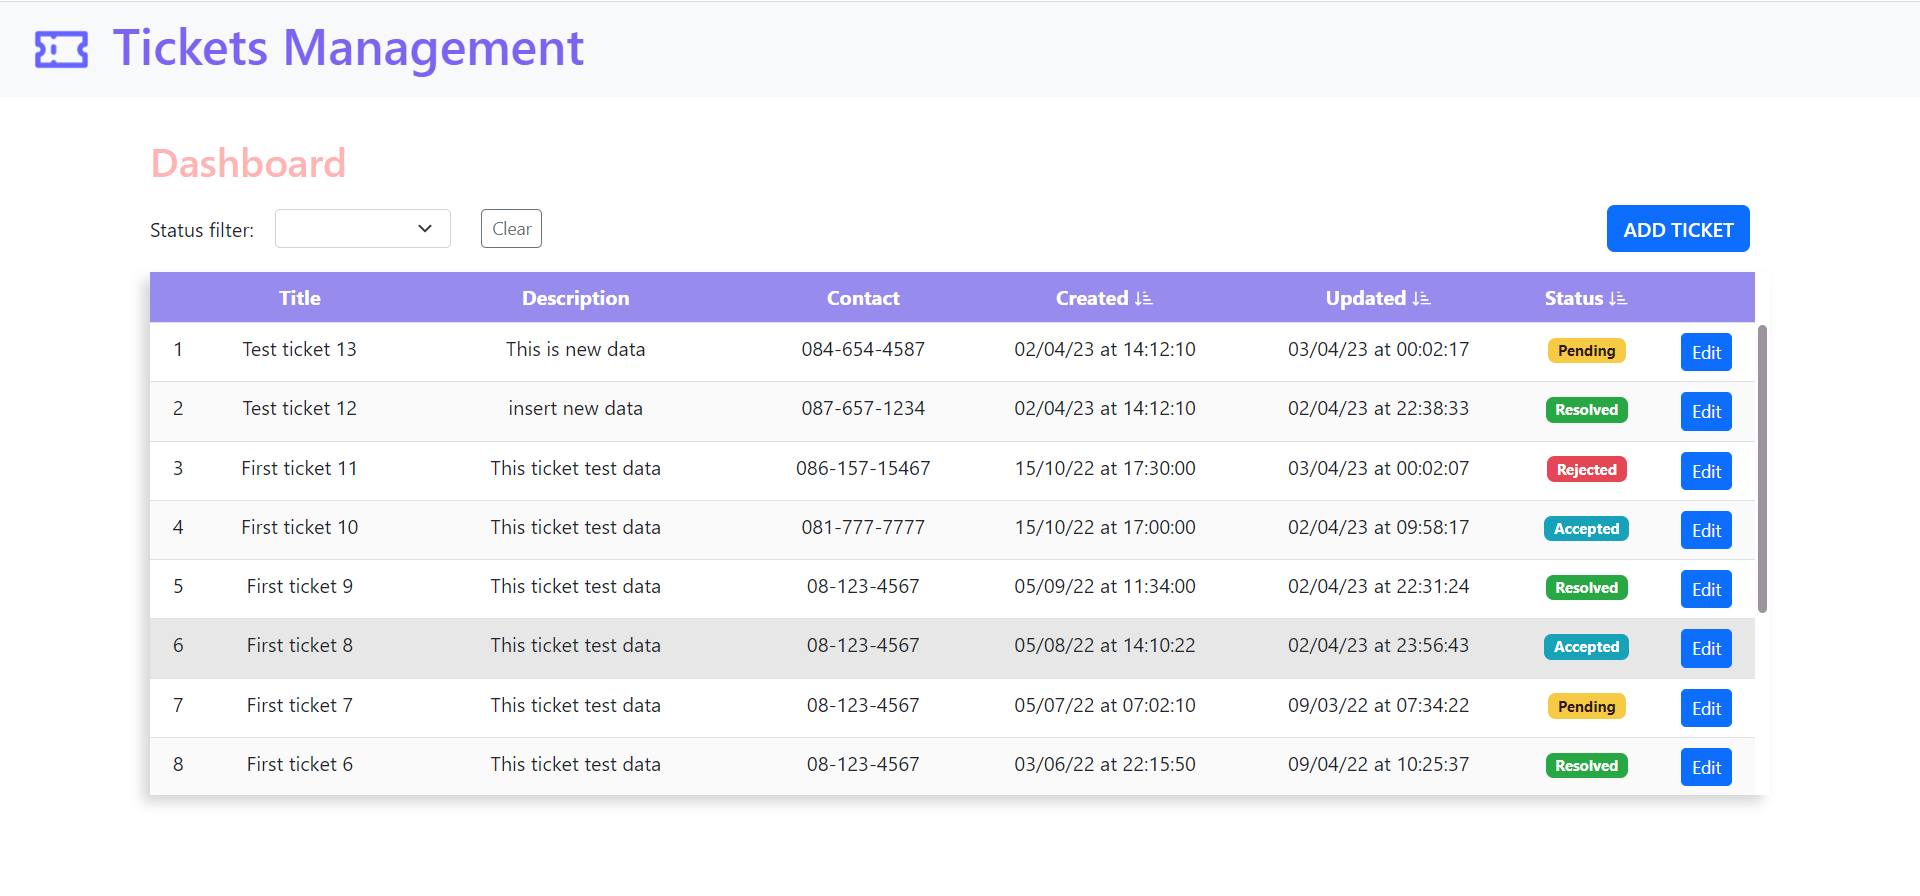 Tickets Management
Dashboard
Status filter: Clear ADD TICKET
Title Description Contact Created Updated Status
1 Test ticket 13 This is new data 084-654-4587 02/04/23 at 14:12:10 03/04/23 at 00:02:17 Pending Edit
2 Test ticket 12 insert new data 087-657-1234 02/04/23 at 14:12:10 02/04/23 at 22:38:33 Resolved Edit
3 First ticket 11 This ticket test data 086-157-15467 15/10/22 at 17:30:00 03/04/23 at 00:02:07 Rejected Edit
4 First ticket 10 This ticket test data 081-777-7777 15/10/22 at 17:00:00 02/04/23 at 09:58:17 Accepted Edit
5 First ticket 9 This ticket test data 08-123-4567 05/09/22 at 11:34:00 02/04/23 at 22:31:24 Resolved Edit
6 First ticket 8 This ticket test data 08-123-4567 05/08/22 at 14:10:22 02/04/23 at 23:56:43 Accepted Edit
7 First ticket 7 This ticket test data 08-123-4567 05/07/22 at 07:02:10 09/03/22 at 07:34:22 Pending Edit
8 First ticket 6 This ticket test data 08-123-4567 03/06/22 at 22:15:50 09/04/22 at 10:25:37 Resolved Edit